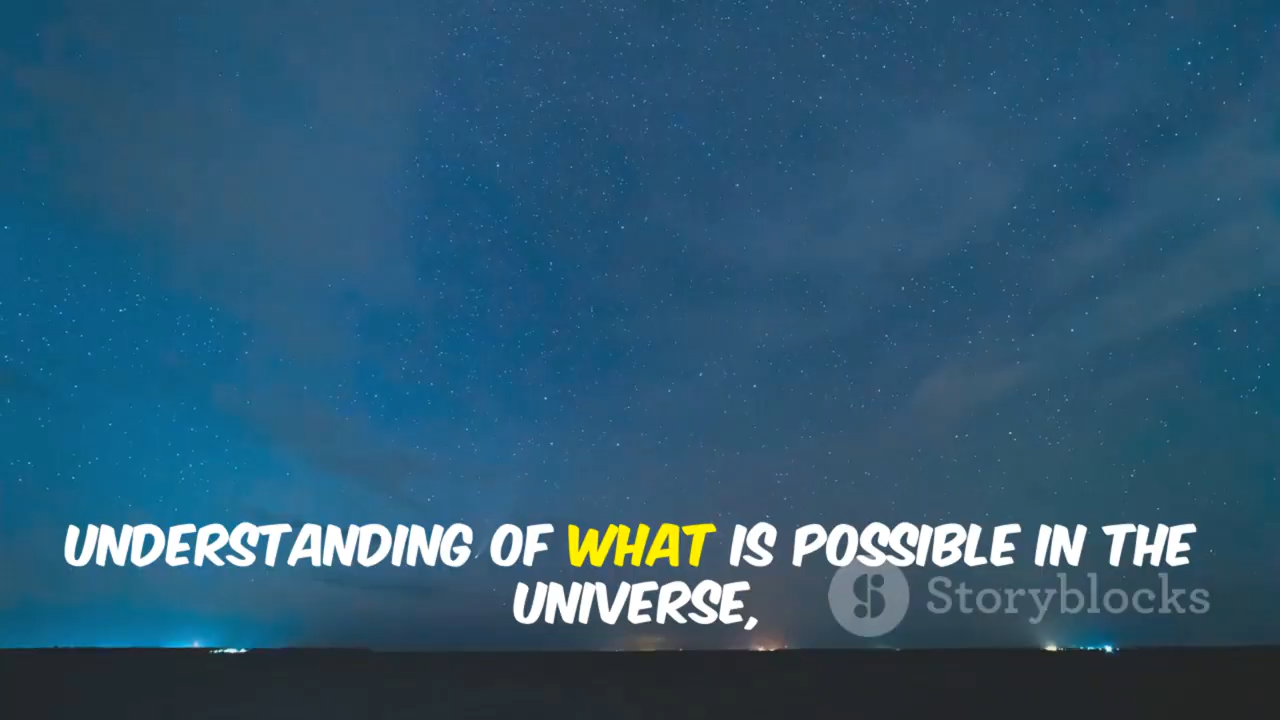 UNDERSTANDING OF WHAT IS POSSIBLE IN THE
UNIVERSE,
Storyblocks